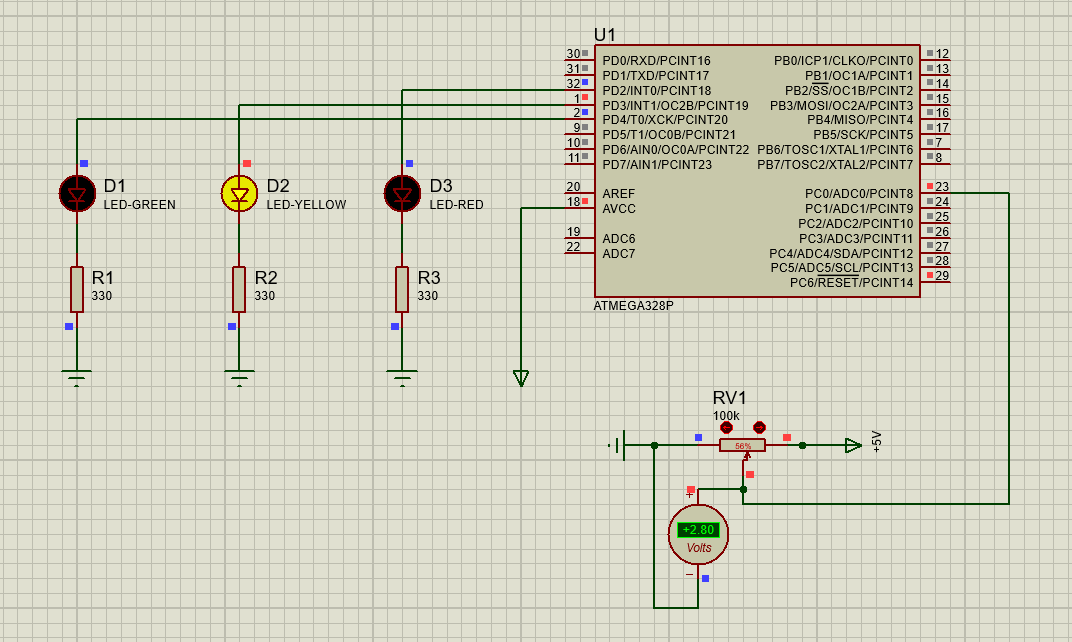 U1
30 PD0/RXD/PCINT16 PB0/ICP1/CLKO/PCINT0 12
31 PD1/TXD/PCINT17 PB1/OC1A/PCINT1 13
32 PD2/INT0/PCINT18 PB2/SS/OC1B/PCINT2 14
1 PD3/INT1/OC2B/PCINT19 PB3/MOSI/OC2A/PCINT3 15
2 PD4/T0/XCK/PCINT20 PB4/MISO/PCINT4 16
9 PD5/T1/OC0B/PCINT21 PB5/SCK/PCINT5 17
10 PD6/AIN0/OC0A/PCINT22 PB6/TOSC1/XTAL1/PCINT6 7
11 PD7/AIN1/PCINT23 PB7/TOSC2/XTAL2/PCINT7 8
20 AREF PC0/ADC0/PCINT8 23
18 AVCC PC1/ADC1/PCINT9 24
PC2/ADC2/PCINT10 25
19 ADC6 PC3/ADC3/PCINT11 26
22 ADC7 PC4/ADC4/SDA/PCINT12 27
PC5/ADC5/SCL/PCINT13 28
PC6/RESET/PCINT14 29
ATMEGA328P
D1
LED-GREEN
D2
LED-YELLOW
D3
LED-RED
R1
330
R2
330
R3
330
RV1
100k
56%
+5V
+
+2.80
Volts
−